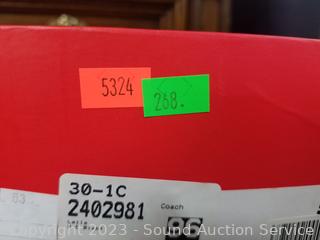 5324
268.
30-1C
2402981
Coach
Copyright 2023 - Sound Auction Service